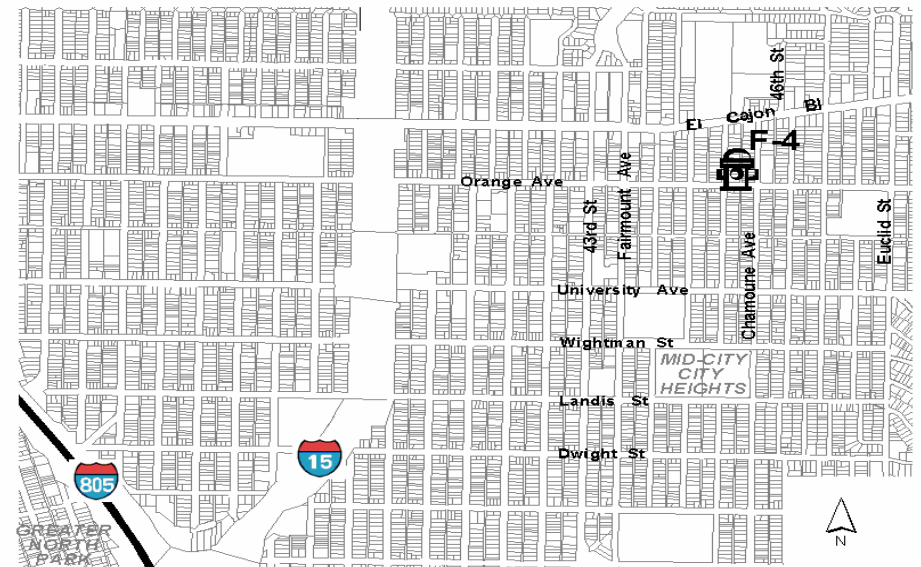 46th St
El Cajon Bl
F-4
Orange Ave
Fairmount Ave
43rd St
Euclid St
Chamoune Ave
University Ave
Wightman St
MID-CITY
CITY
HEIGHTS
Landis St
Dwight St
15
805
GREATER
NORTH
PARK
N